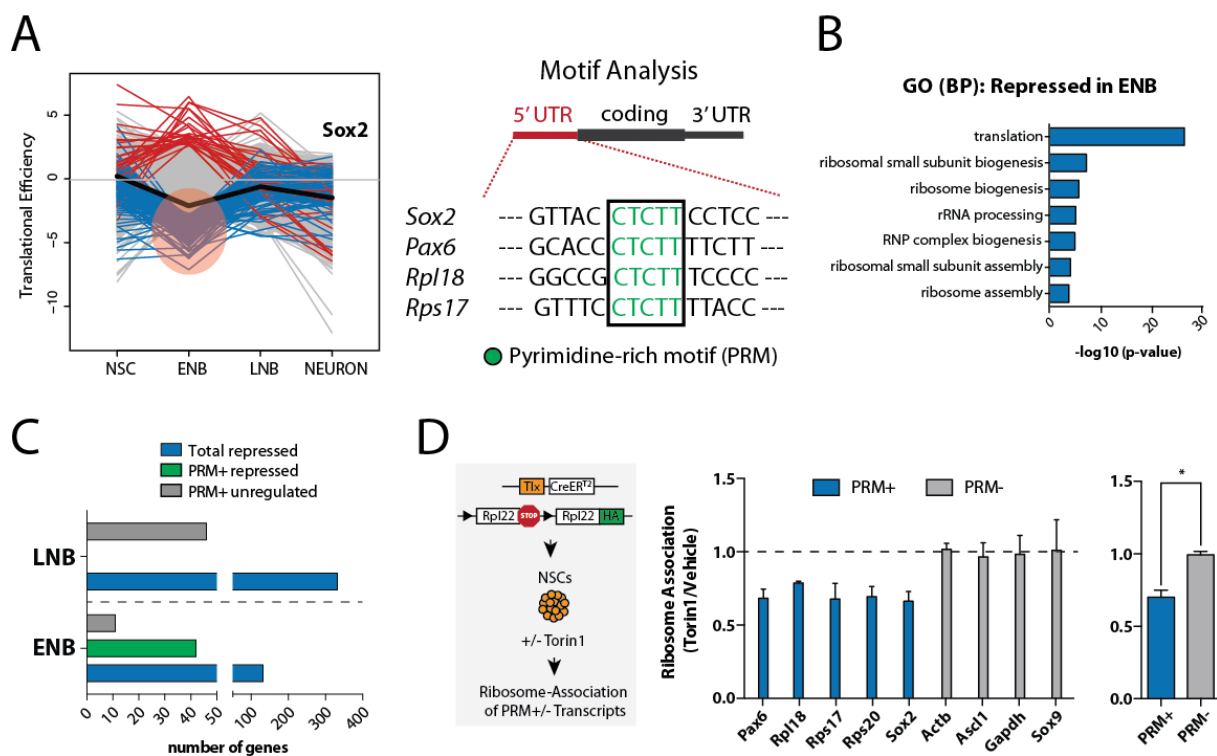 A
Translational Efficiency
5
0
−5
−10
Sox2
NSC
ENB
LNB
NEURON
Motif Analysis
5' UTR
coding
3' UTR
Sox2 --- GTTAC CTCTT CCTCC ---
Pax6 --- GCACC CTCTT TTCTT ---
Rpl18 --- GGCCG CTCTT TCCCC ---
Rps17 --- GTTTC CTCTT TTACC ---
Pyrimidine-rich motif (PRM)
B
GO (BP): Repressed in ENB
translation
ribosomal small subunit biogenesis
ribosome biogenesis
rRNA processing
RNP complex biogenesis
ribosomal small subunit assembly
ribosome assembly
0 10 20 30
-log10 (p-value)
C
Total repressed
PRM+ repressed
PRM+ unregulated
LNB
ENB
0 10 20 30 40 50 100 200 300 400
number of genes
D
Tlx CreERT2
Rpl22 STOP Rpl22 HA
NSCs
+/- Torin1
Ribosome-Association
of PRM+/- Transcripts
Ribosome Association
(Torin1/Vehicle)
1.5
1.0
0.5
0.0
PRM+ PRM-
Pax6 Rpl18 Rps17 Rps20 Sox2 Actb Ascl1 Gapdh Sox9
1.5
1.0
0.5
0.0
*
PRM+ PRM-